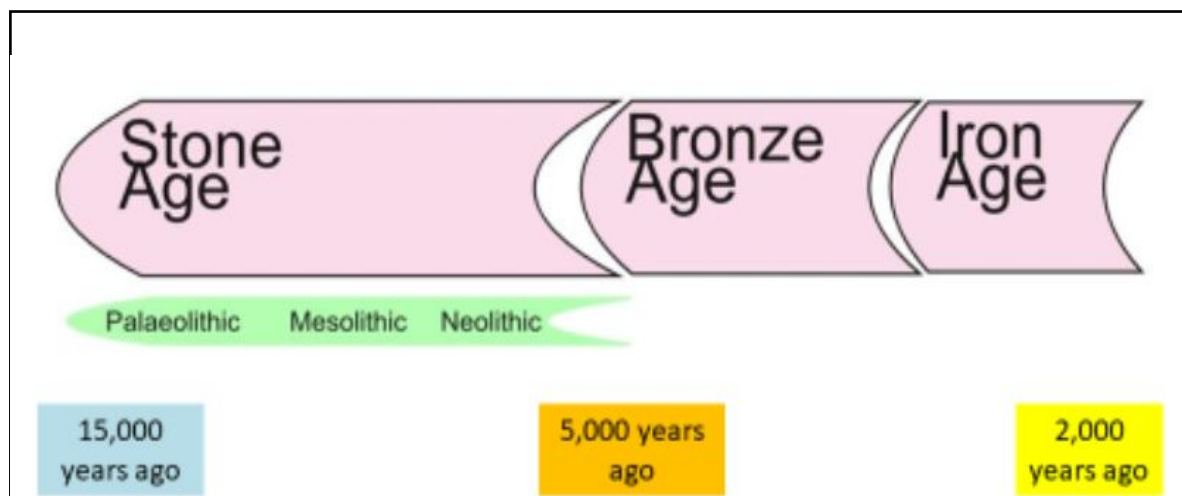 Stone
Age
Bronze
Age
Iron
Age
Palaeolithic Mesolithic Neolithic
15,000
years ago
5,000 years
ago
2,000
years ago